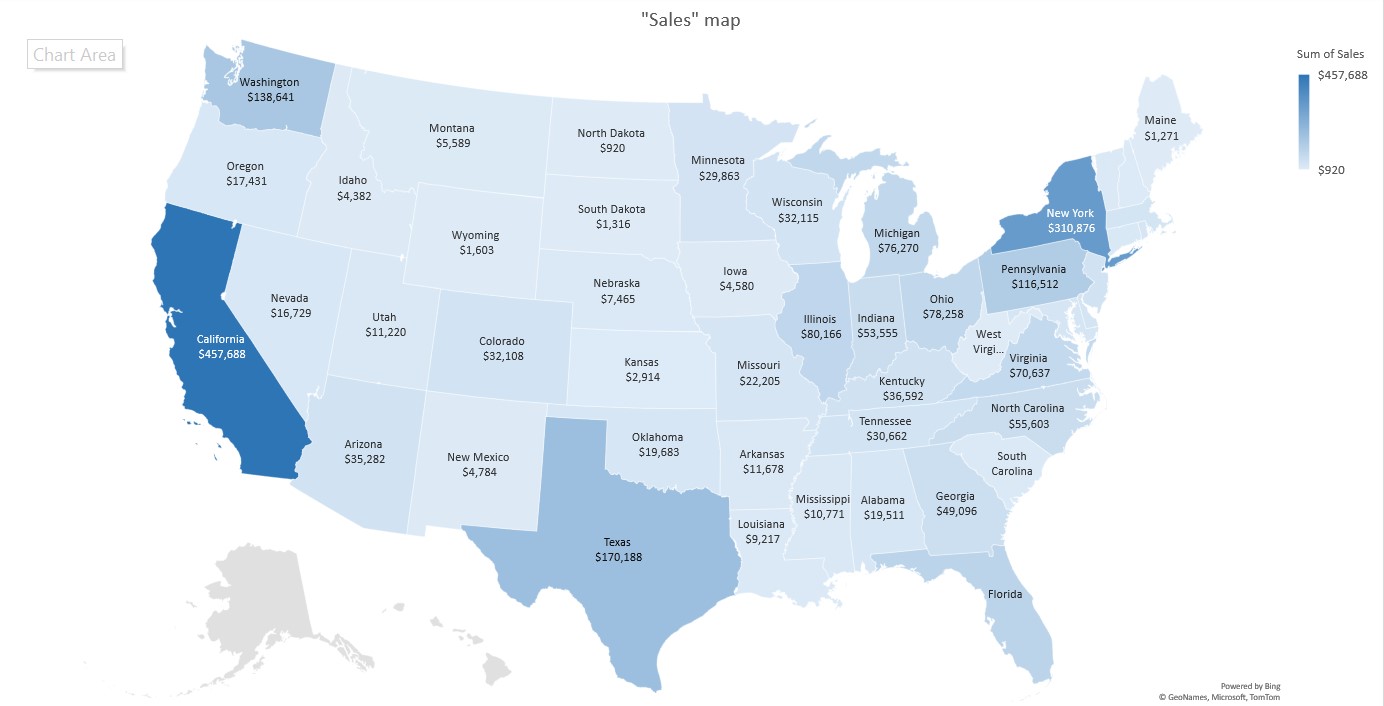 "Sales" map
Chart Area
Sum of Sales
$457,688
$920
Washington
$138,641
Oregon
$17,431
Idaho
$4,382
Montana
$5,589
North Dakota
$920
Minnesota
$29,863
Wisconsin
$32,115
Michigan
$76,270
Maine
$1,271
New York
$310,876
Wyoming
$1,603
South Dakota
$1,316
Nebraska
$7,465
Iowa
$4,580
Pennsylvania
$116,512
California
$457,688
Nevada
$16,729
Utah
$11,220
Colorado
$32,108
Kansas
$2,914
Missouri
$22,205
Illinois
$80,166
Indiana
$53,555
Ohio
$78,258
West
Virgi...
Virginia
$70,637
Kentucky
$36,592
North Carolina
$55,603
Tennessee
$30,662
Arizona
$35,282
New Mexico
$4,784
Oklahoma
$19,683
Arkansas
$11,678
South
Carolina
Texas
$170,188
Louisiana
$9,217
Mississippi
$10,771
Alabama
$19,511
Georgia
$49,096
Florida
Powered by Bing
© GeoNames, Microsoft, TomTom